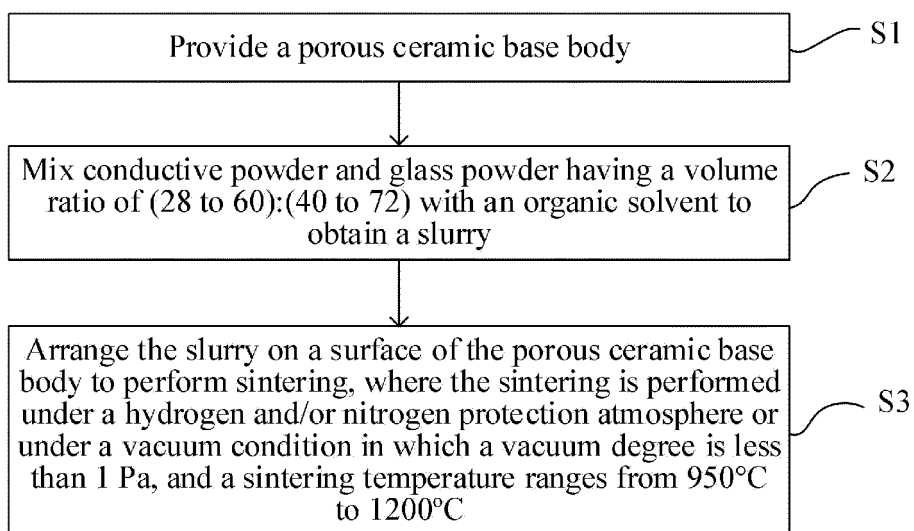 Provide a porous ceramic base body
S1
Mix conductive powder and glass powder having a volume
ratio of (28 to 60):(40 to 72) with an organic solvent to
obtain a slurry
S2
Arrange the slurry on a surface of the porous ceramic base
body to perform sintering, where the sintering is performed
under a hydrogen and/or nitrogen protection atmosphere or
under a vacuum condition in which a vacuum degree is less
than 1 Pa, and a sintering temperature ranges from 950°C
to 1200°C
S3